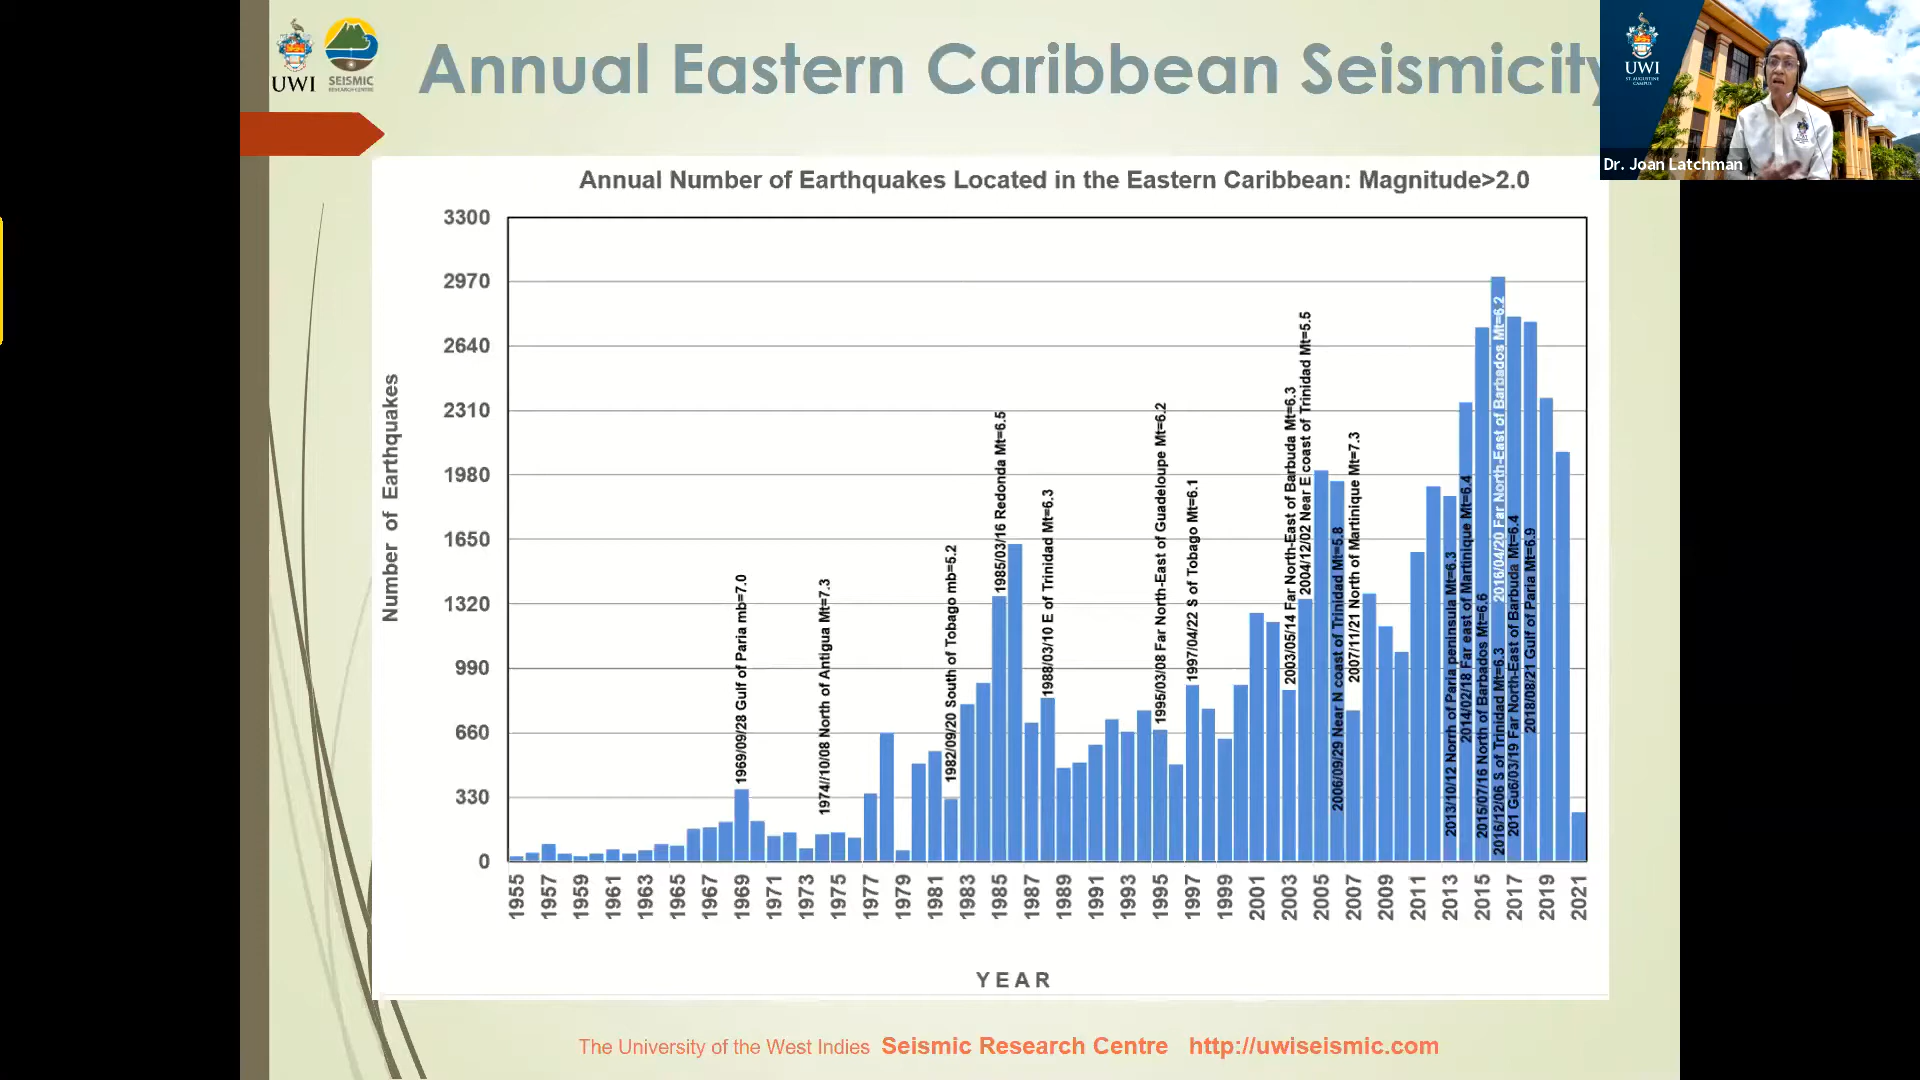 UWI
SEISMIC
RESEARCH CENTRE
Annual Eastern Caribbean Seismicity
UWI
ST. AUGUSTINE
CAMPUS
Dr. Joan Latchman
Annual Number of Earthquakes Located in the Eastern Caribbean: Magnitude>2.0
Number of Earthquakes
3300
2970
2640
2310
1980
1650
1320
990
660
330
0
1969/09/28 Gulf of Paria mb=7.0
1974//10/08 North of Antigua Mt=7.3
1982/09/20 South of Tobago mb=5.2
1985/03/16 Redonda Mt=6.5
1988/03/10 E of Trinidad Mt=6.3
1995/03/08 Far North-East of Guadeloupe Mt=6.2
1997/04/22 S of Tobago Mt=6.1
2003/05/14 Far North-East of Barbuda Mt=6.3
2004/12/02 Near E coast of Trinidad Mt=5.5
2006/09/29 Near N coast of Trinidad Mt=5.8
2007/11/21 North of Martinique Mt=7.3
2013/10/12 Norrh of Paria peninsula Mt=6.3
2014/02/18 Far east of Martinique Mt=6.4
2015/07/16 North of Barbados Mt=6.6
2016/04/20 Far North-East of Barbados Mt=6.2
2016/12/06 S of Trinidad Mt=6.3
201 Gu6/03/19 Far North-East of Barbuda Mt=6.4
2018/08/21 Gulf of Paria Mt=6.9
1955 1957 1959 1961 1963 1965 1967 1969 1971 1973 1975 1977 1979 1981 1983 1985 1987 1989 1991 1993 1995 1997 1999 2001 2003 2005 2007 2009 2011 2013 2015 2017 2019 2021
YEAR
The University of the West Indies Seismic Research Centre http://uwiseismic.com